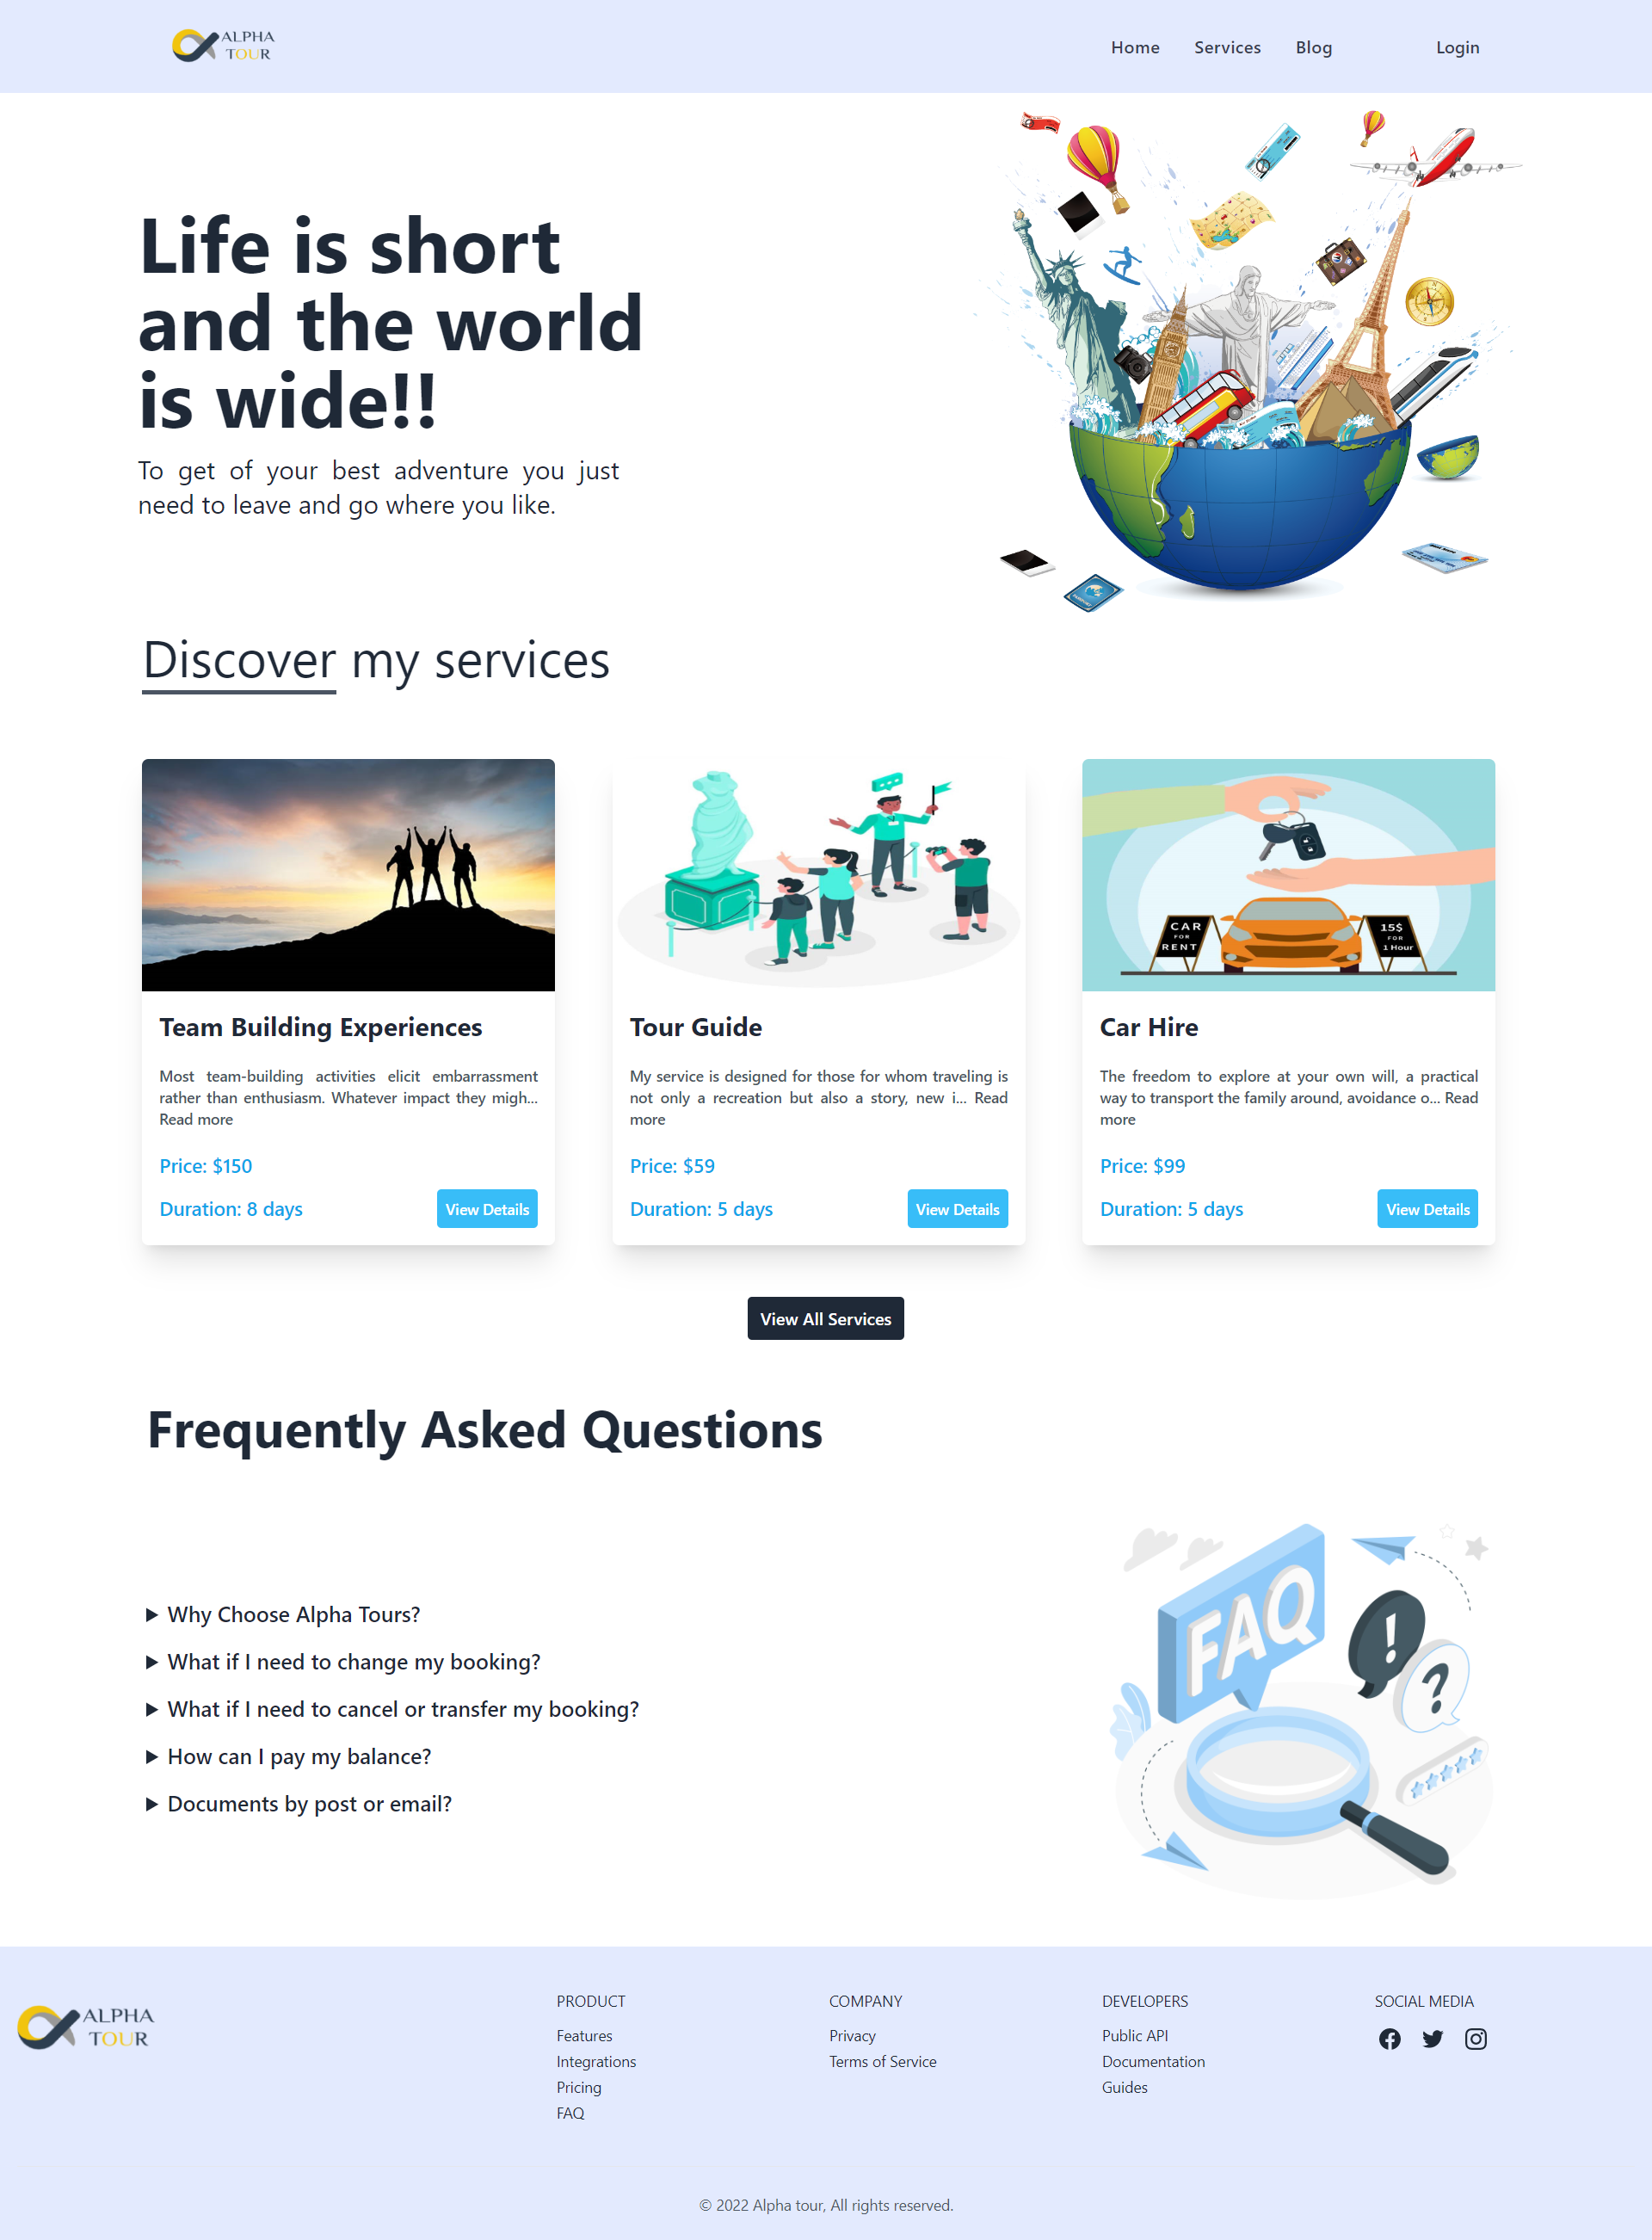 ALPHA
TOUR
Home
Services
Blog
Login
Life is short
and the world
is wide!!
To get of your best adventure you just
need to leave and go where you like.
Discover my services
CAR
FOR
RENT
15$
FOR
1 Hour
Team Building Experiences
Most team-building activities elicit embarrassment
rather than enthusiasm. Whatever impact they migh...
Read more
Price: $150
Duration: 8 days
View Details
Tour Guide
My service is designed for those for whom traveling is
not only a recreation but also a story, new i... Read
more
Price: $59
Duration: 5 days
View Details
Car Hire
The freedom to explore at your own will, a practical
way to transport the family around, avoidance o... Read
more
Price: $99
Duration: 5 days
View Details
View All Services
Frequently Asked Questions
Why Choose Alpha Tours?
What if I need to change my booking?
What if I need to cancel or transfer my booking?
How can I pay my balance?
Documents by post or email?
FAQ
!
?
ALPHA
TOUR
PRODUCT
Features
Integrations
Pricing
FAQ
COMPANY
Privacy
Terms of Service
DEVELOPERS
Public API
Documentation
Guides
SOCIAL MEDIA
© 2022 Alpha tour, All rights reserved.